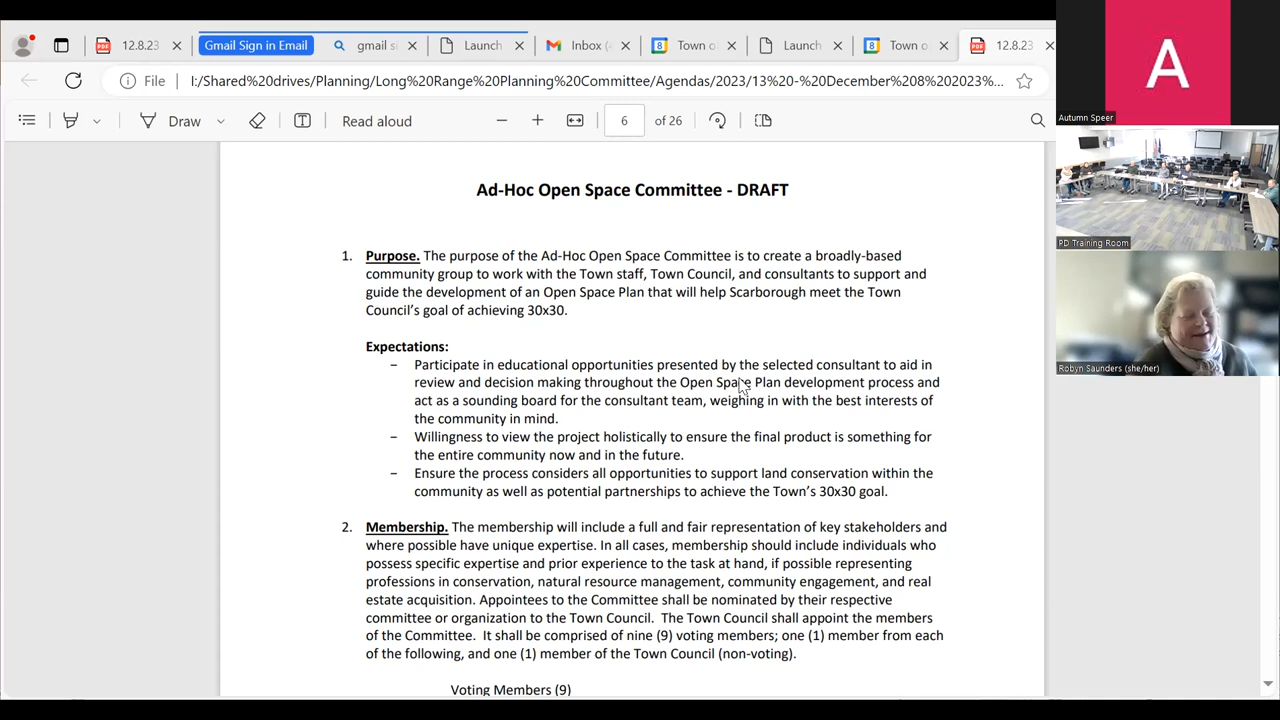 12.8.23
Gmail Sign in Email
gmail si
Launch
Inbox (
Town o
Launch
Town o
12.8.23
File
I:/Shared%20drives/Planning/Long%20Range%20Planning%20Committee/Agendas/2023/13%20-%20December%208%202023%...
Draw
Read aloud
6 of 26
Ad-Hoc Open Space Committee - DRAFT
1. Purpose. The purpose of the Ad-Hoc Open Space Committee is to create a broadly-based
community group to work with the Town staff, Town Council, and consultants to support and
guide the development of an Open Space Plan that will help Scarborough meet the Town
Council's goal of achieving 30x30.
Expectations:
– Participate in educational opportunities presented by the selected consultant to aid in
review and decision making throughout the Open Space Plan development process and
act as a sounding board for the consultant team, weighing in with the best interests of
the community in mind.
– Willingness to view the project holistically to ensure the final product is something for
the entire community now and in the future.
– Ensure the process considers all opportunities to support land conservation within the
community as well as potential partnerships to achieve the Town's 30x30 goal.
2. Membership. The membership will include a full and fair representation of key stakeholders and
where possible have unique expertise. In all cases, membership should include individuals who
possess specific expertise and prior experience to the task at hand, if possible representing
professions in conservation, natural resource management, community engagement, and real
estate acquisition. Appointees to the Committee shall be nominated by their respective
committee or organization to the Town Council. The Town Council shall appoint the members
of the Committee. It shall be comprised of nine (9) voting members; one (1) member from each
of the following, and one (1) member of the Town Council (non-voting).
Voting Members (9)
A
Autumn Speer
PD Training Room
Robyn Saunders (she/her)